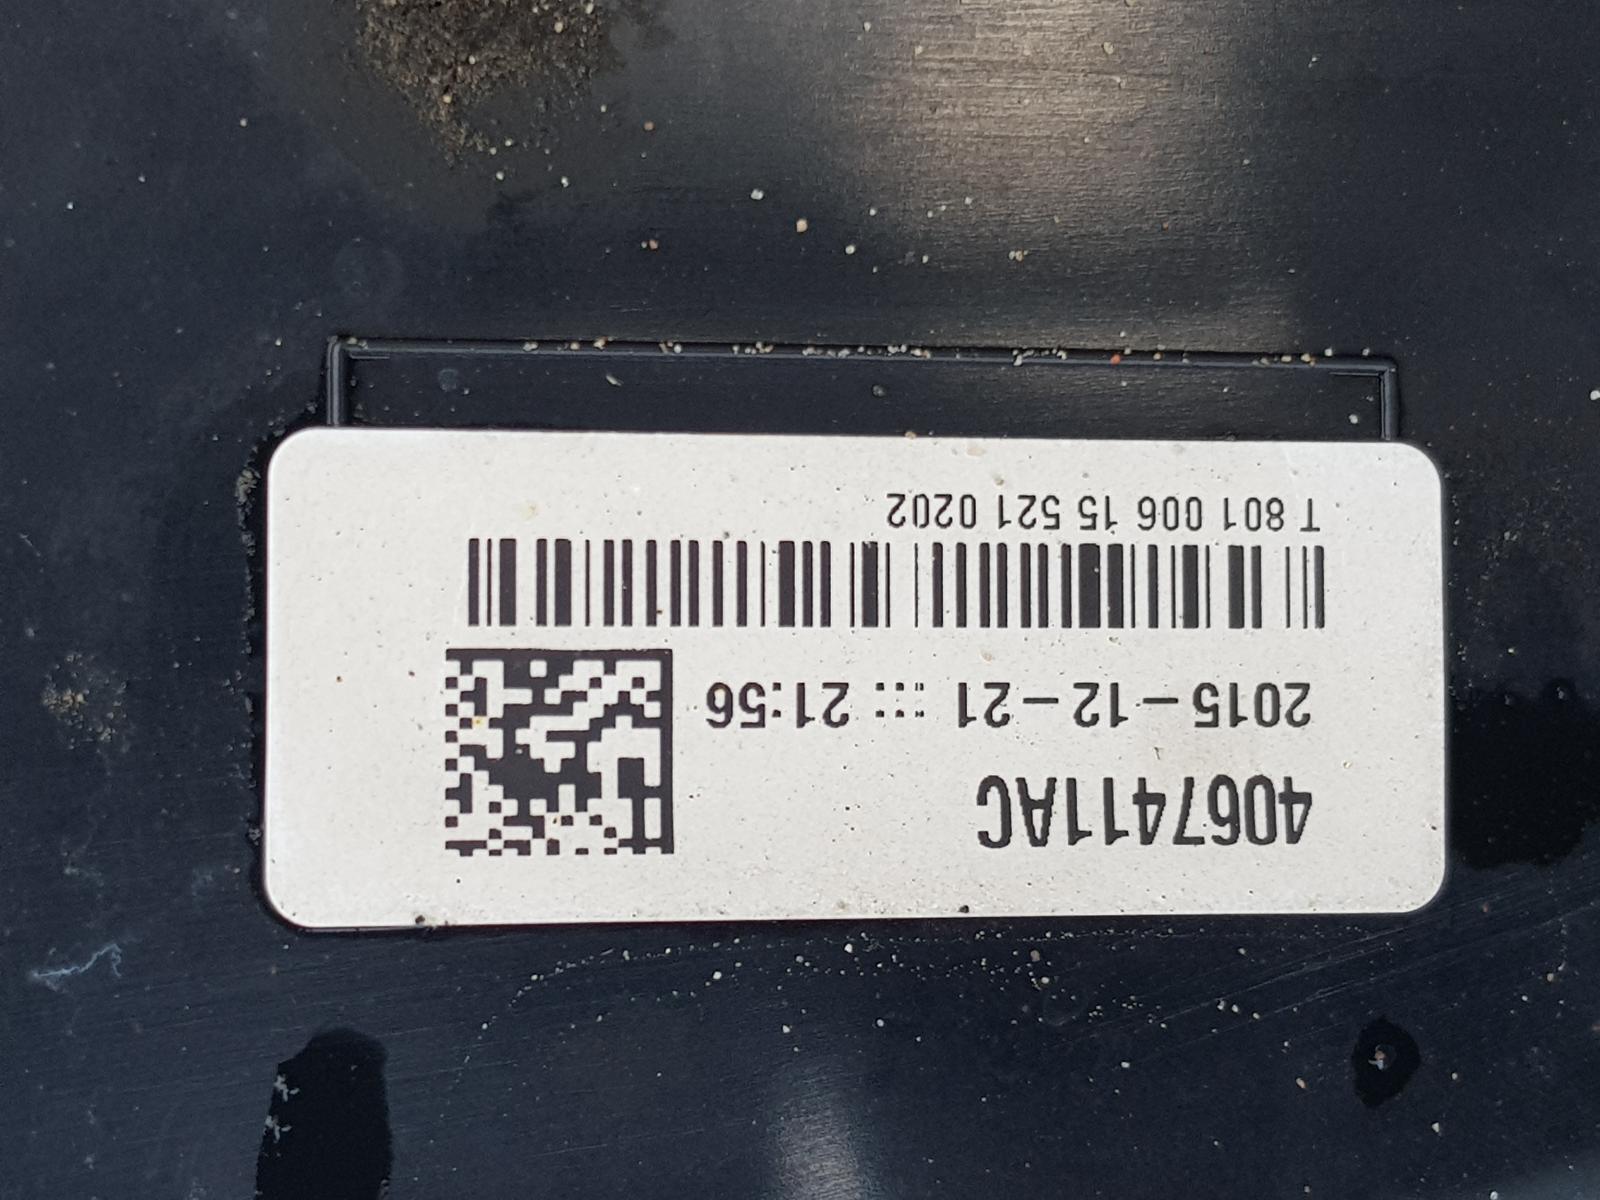 4067411AC
2015-12-21 :::: 21:56
T 801 006 15 521 0202